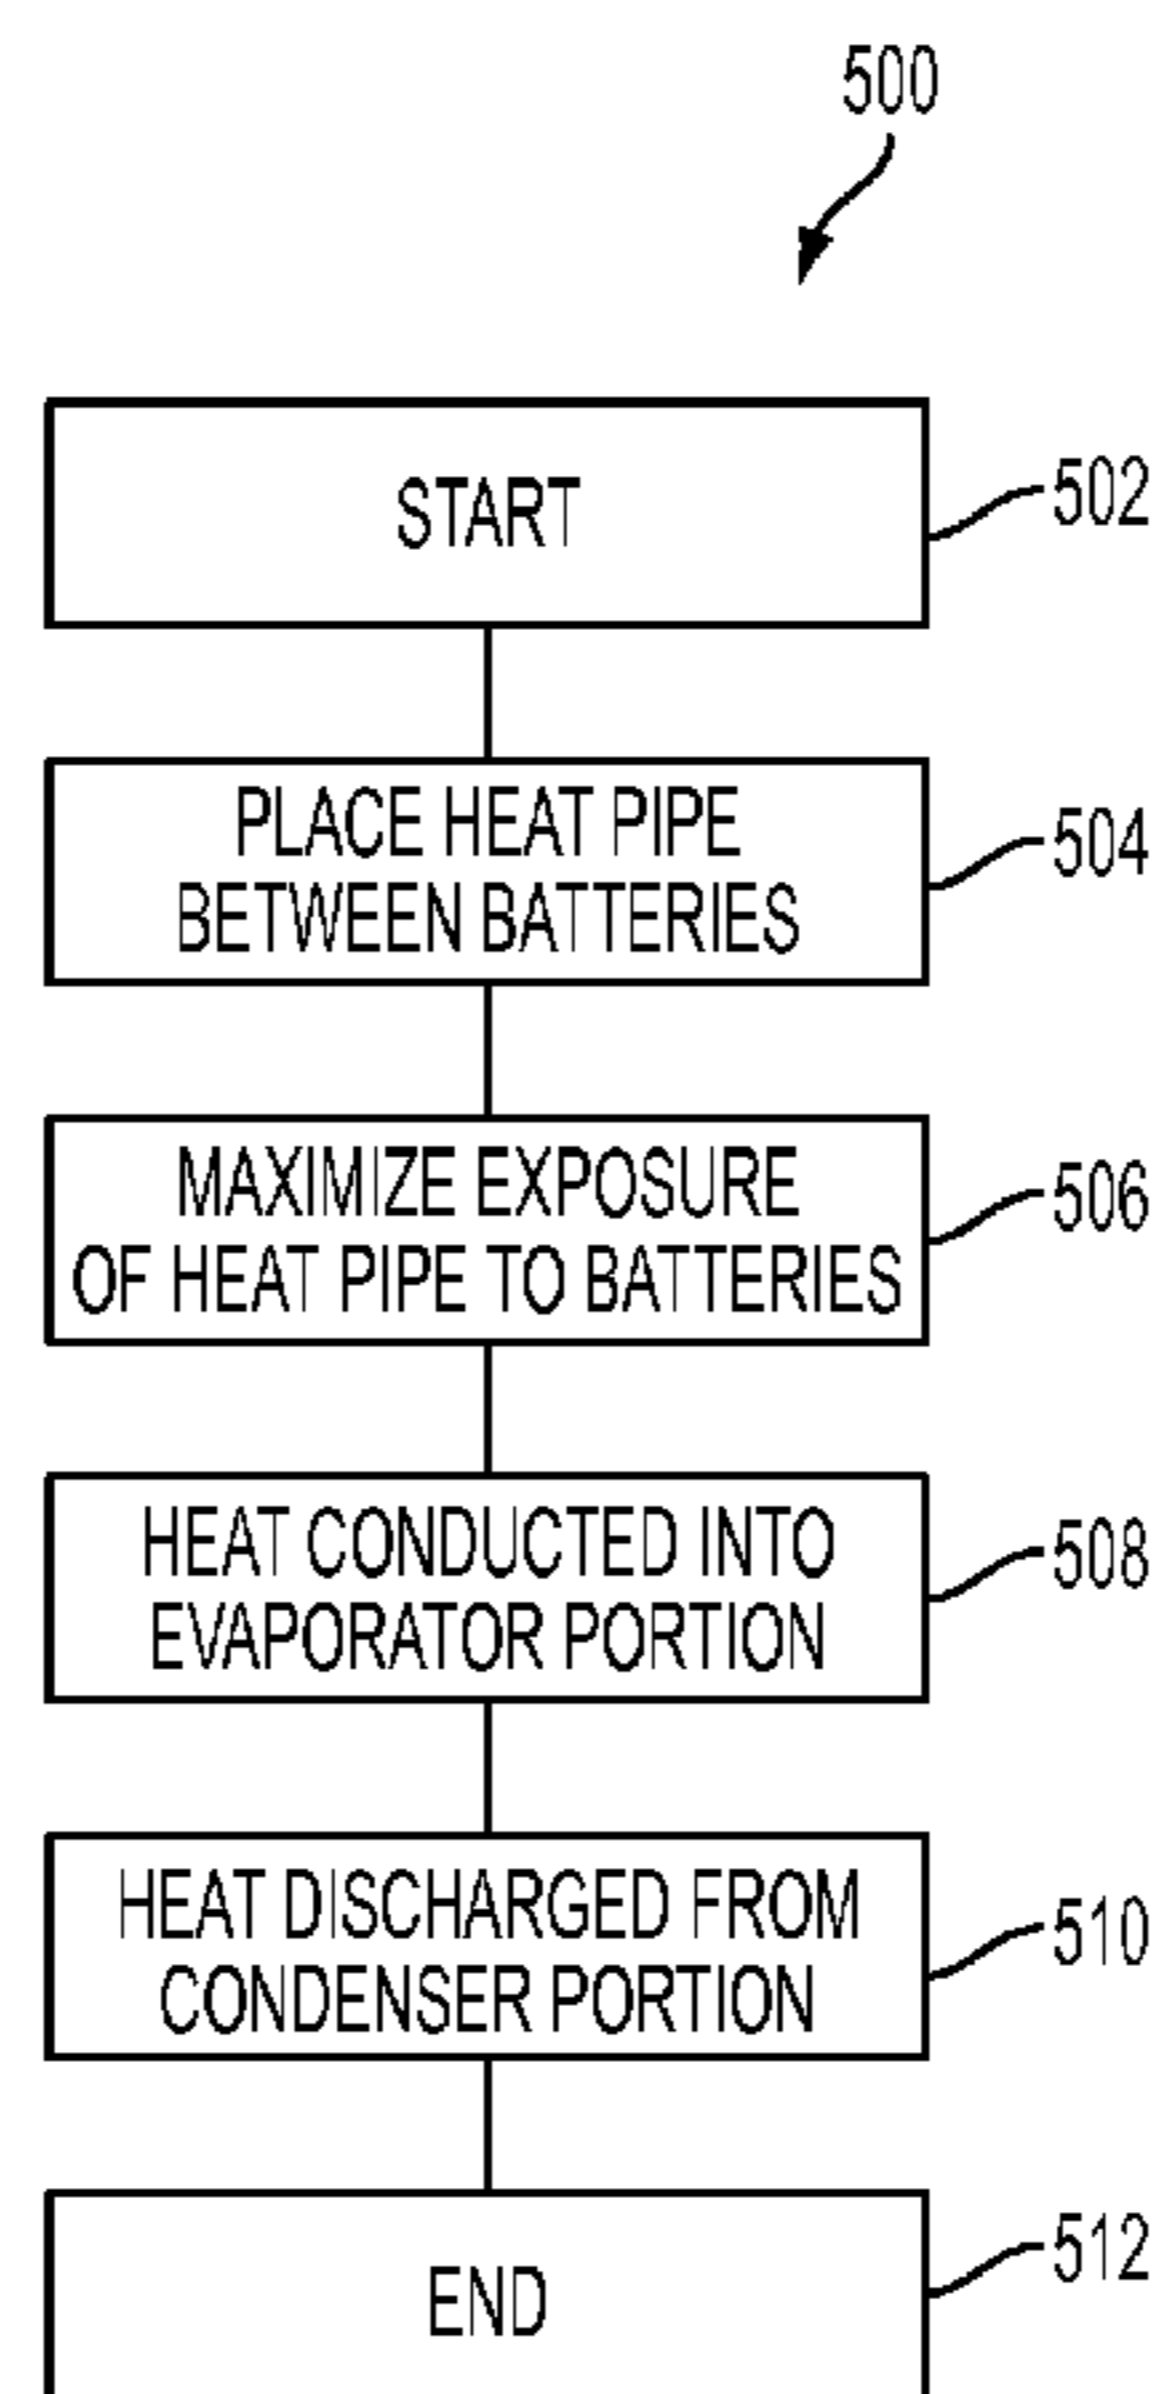 500
START
502
PLACE HEAT PIPE
BETWEEN BATTERIES
504
MAXIMIZE EXPOSURE
OF HEAT PIPE TO BATTERIES
506
HEAT CONDUCTED INTO
EVAPORATOR PORTION
508
HEAT DISCHARGED FROM
CONDENSER PORTION
510
END
512